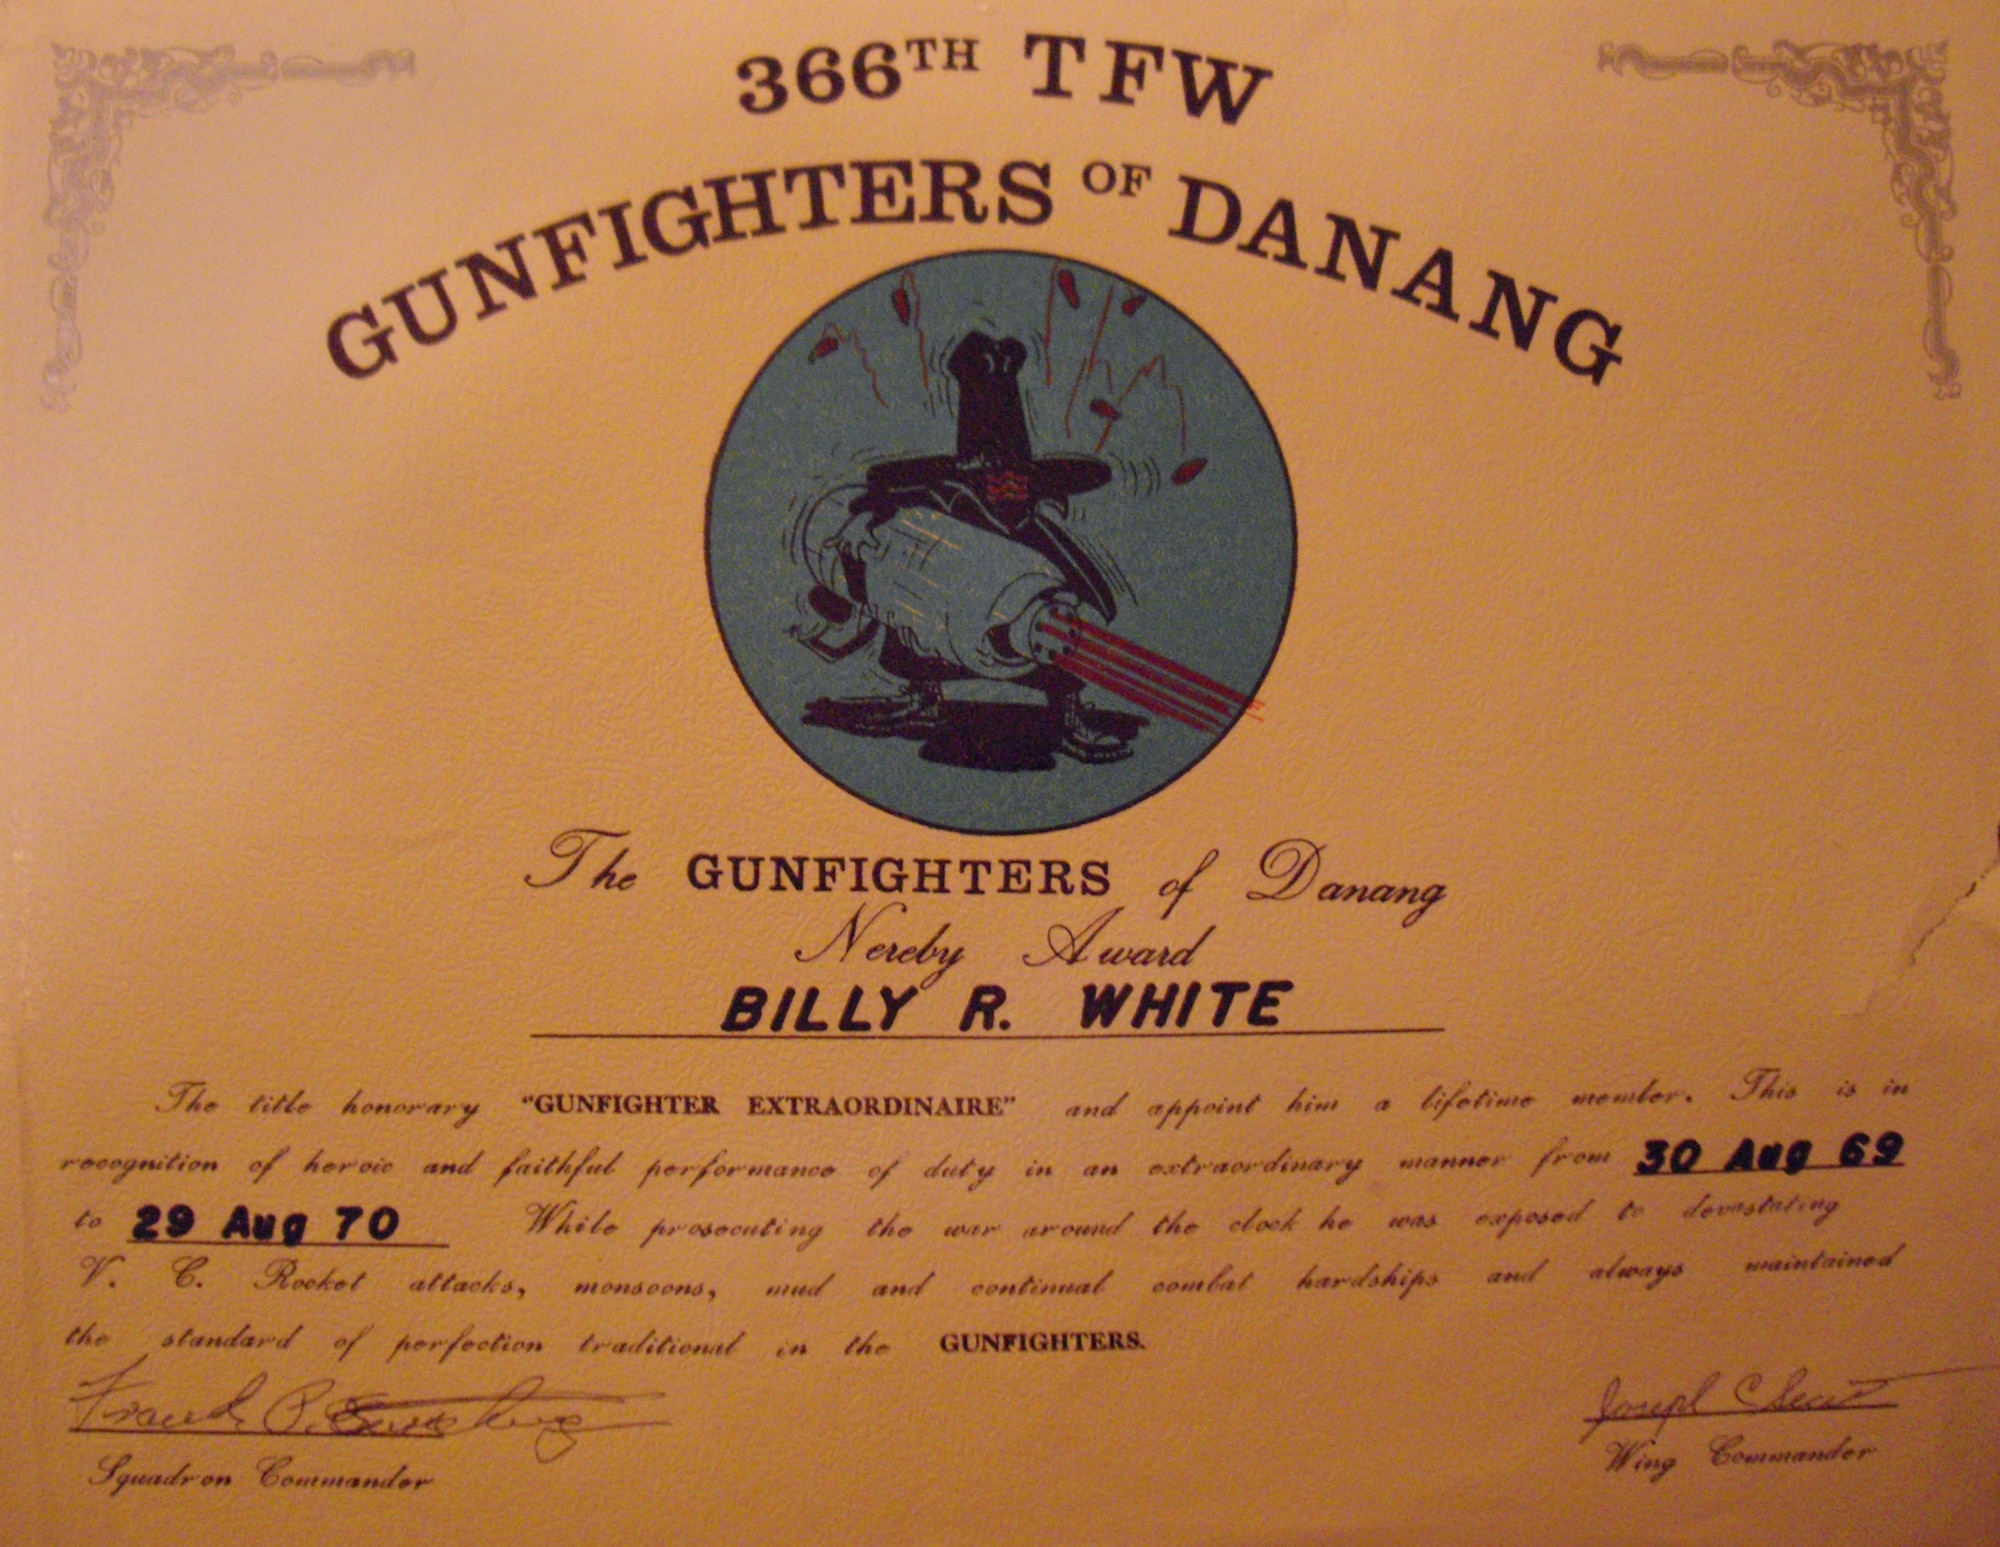 366TH TFW
GUNFIGHTERS OF DANANG
The GUNFIGHTERS of Danang
Nereby Award
BILLY R. WHITE
The title honorary "GUNFIGHTER EXTRAORDINAIRE" and appoint him a lifetime member. This is in
recognition of heroic and faithful performance of duty in an extraordinary manner from 30 Aug 69
to 29 Aug 70 While prosecuting the war around the clock he was exposed to devastating
V. C. Rocket attacks, monsoons, mud and continual combat hardships and always maintained
the standard of perfection traditional in the GUNFIGHTERS.
Frank P.
Joseph C
Squadron Commander
Wing Commander